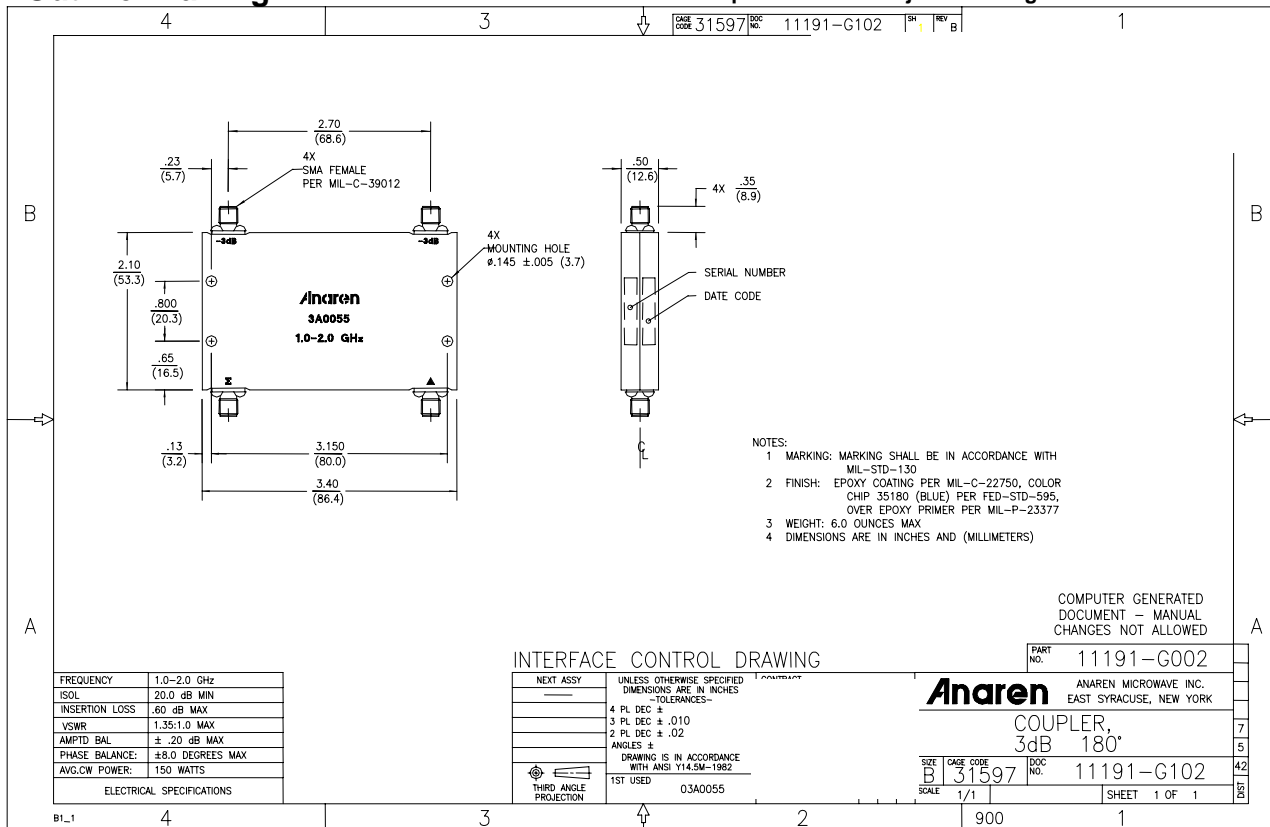 4
3
CAGE CODE 31597 DOC NO. 11191-G102 SH 1 REV B
1
2.70
(68.6)
.23
(5.7)
4X
SMA FEMALE
PER MIL-C-39012
.50
(12.6)
4X .35
(8.9)
B
B
-3dB
-3dB
4X
MOUNTING HOLE
ø.145 ±.005 (3.7)
2.10
(53.3)
.800
(20.3)
.65
(16.5)
Anaren
3A0055
1.0-2.0 GHz
Σ
▲
SERIAL NUMBER
DATE CODE
.13
(3.2)
3.150
(80.0)
3.40
(86.4)
CL
NOTES:
1 MARKING: MARKING SHALL BE IN ACCORDANCE WITH
MIL-STD-130
2 FINISH: EPOXY COATING PER MIL-C-22750, COLOR
CHIP 35180 (BLUE) PER FED-STD-595,
OVER EPOXY PRIMER PER MIL-P-23377
3 WEIGHT: 6.0 OUNCES MAX
4 DIMENSIONS ARE IN INCHES AND (MILLIMETERS)
A
A
COMPUTER GENERATED
DOCUMENT - MANUAL
CHANGES NOT ALLOWED
INTERFACE CONTROL DRAWING
PART NO. 11191-G002
FREQUENCY 1.0-2.0 GHz
ISOL 20.0 dB MIN
INSERTION LOSS .60 dB MAX
VSWR 1.35:1.0 MAX
AMPTD BAL ± .20 dB MAX
PHASE BALANCE: ±8.0 DEGREES MAX
AVG.CW POWER: 150 WATTS
ELECTRICAL SPECIFICATIONS
NEXT ASSY
UNLESS OTHERWISE SPECIFIED
DIMENSIONS ARE IN INCHES
-TOLERANCES-
4 PL DEC ±
3 PL DEC ± .010
2 PL DEC ± .02
ANGLES ±
DRAWING IS IN ACCORDANCE
WITH ANSI Y14.5M-1982
THIRD ANGLE
PROJECTION
1ST USED
03A0055
Anaren
ANAREN MICROWAVE INC.
EAST SYRACUSE, NEW YORK
COUPLER,
3dB 180°
SIZE B CAGE CODE 31597 DOC NO. 11191-G102
SCALE 1/1 SHEET 1 OF 1
7
5
42
DIST
B1_1
4
3
2
900
1